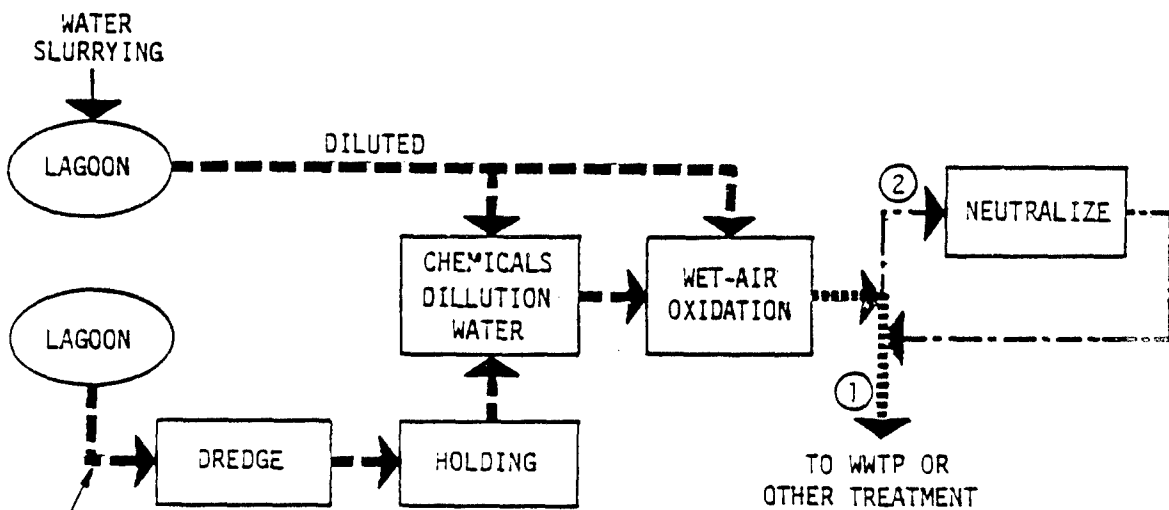 WATER
SLURRYING
LAGOON
DILUTED
2
NEUTRALIZE
CHEMICALS
DILLUTION
WATER
WET-AIR
OXIDATION
LAGOON
1
DREDGE
HOLDING
TO WWTP OR
OTHER TREATMENT